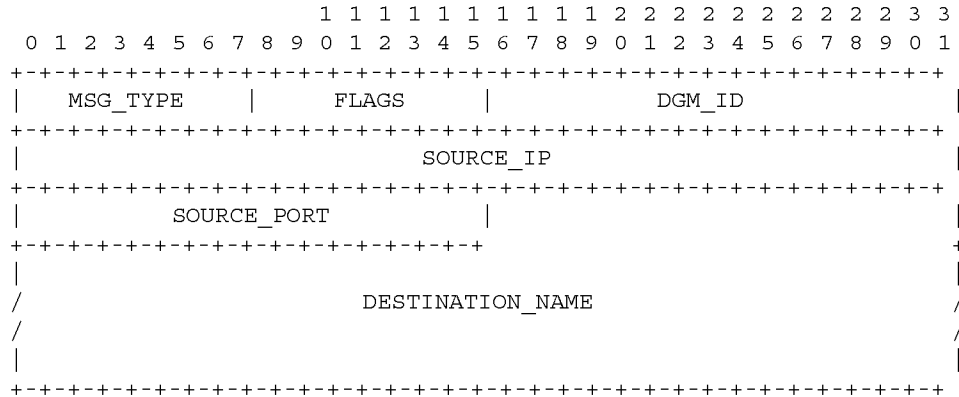 1 1 1 1 1 1 1 1 1 1 2 2 2 2 2 2 2 2 2 2 3 3
 0 1 2 3 4 5 6 7 8 9 0 1 2 3 4 5 6 7 8 9 0 1 2 3 4 5 6 7 8 9 0 1
+-+-+-+-+-+-+-+-+-+-+-+-+-+-+-+-+-+-+-+-+-+-+-+-+-+-+-+-+-+-+-+-+
|   MSG_TYPE    |     FLAGS     |           DGM_ID              |
+-+-+-+-+-+-+-+-+-+-+-+-+-+-+-+-+-+-+-+-+-+-+-+-+-+-+-+-+-+-+-+-+
|                           SOURCE_IP                           |
+-+-+-+-+-+-+-+-+-+-+-+-+-+-+-+-+-+-+-+-+-+-+-+-+-+-+-+-+-+-+-+-+
|          SOURCE_PORT          |                               |
+-+-+-+-+-+-+-+-+-+-+-+-+-+-+-+-+                               +
|                                                               |
/                       DESTINATION_NAME                        /
/                                                               /
|                                                               |
+-+-+-+-+-+-+-+-+-+-+-+-+-+-+-+-+-+-+-+-+-+-+-+-+-+-+-+-+-+-+-+-+